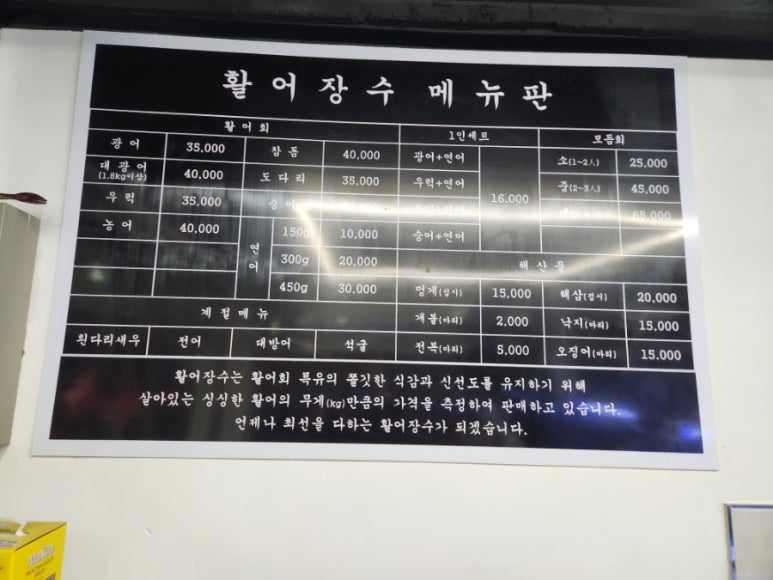 활어장수 메뉴판
활어회 1인세트 모듬회
광어 35,000 참돔 40,000 광어+연어 16,000 소(1~2人) 25,000
대광어 (1.8kg이상) 40,000 도다리 35,000 우럭+연어 中(2~3人) 45,000
우럭 35,000 숭어 65,000
농어 40,000 연어 150g 10,000 숭어+연어
300g 20,000 해산물
450g 30,000 멍게(접시) 15,000 해삼(접시) 20,000
계절메뉴 개불(마리) 2,000 낙지(마리) 15,000
흰다리새우 전어 대방어 석굴 전복(마리) 5,000 오징어(마리) 15,000
활어장수는 활어회 특유의 쫄깃한 식감과 신선도를 유지하기 위해
살아있는 싱싱한 활어의 무게(kg)만큼의 가격을 측정하여 판매하고 있습니다.
언제나 최선을 다하는 활어장수가 되겠습니다.
Maxim